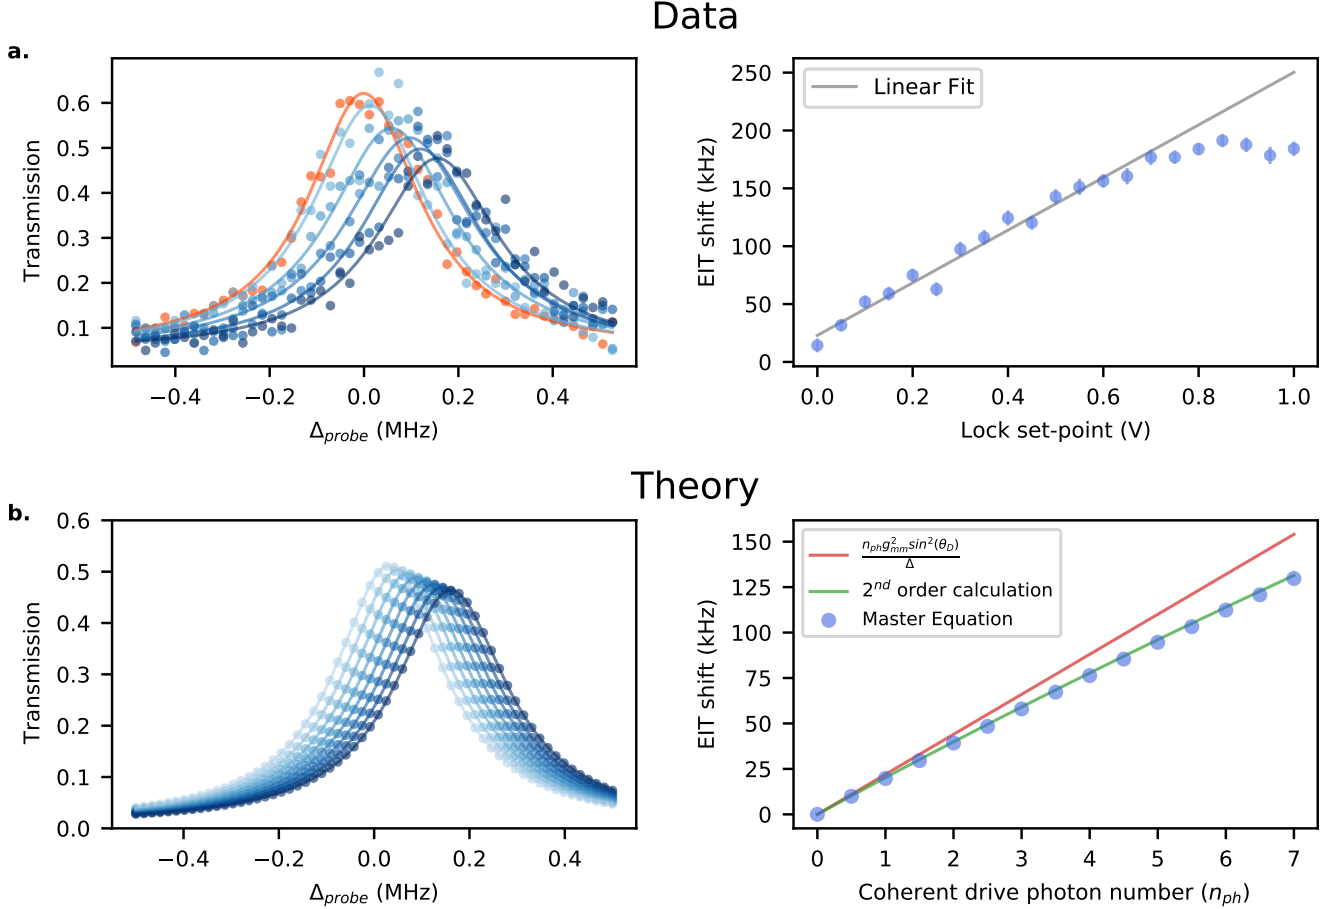 Data
a.
0.6
0.5
0.4
0.3
0.2
0.1
Transmission
−0.4 −0.2 0.0 0.2 0.4
Δprobe (MHz)
250
200
150
100
50
0
EIT shift (kHz)
Linear Fit
0.0 0.2 0.4 0.6 0.8 1.0
Lock set-point (V)
Theory
b.
0.6
0.5
0.4
0.3
0.2
0.1
0.0
Transmission
−0.4 −0.2 0.0 0.2 0.4
Δprobe (MHz)
150
125
100
75
50
25
0
EIT shift (kHz)
n_ph g²_mm sin²(θ_D)
Δ
2nd order calculation
Master Equation
0 1 2 3 4 5 6 7
Coherent drive photon number (n_ph)